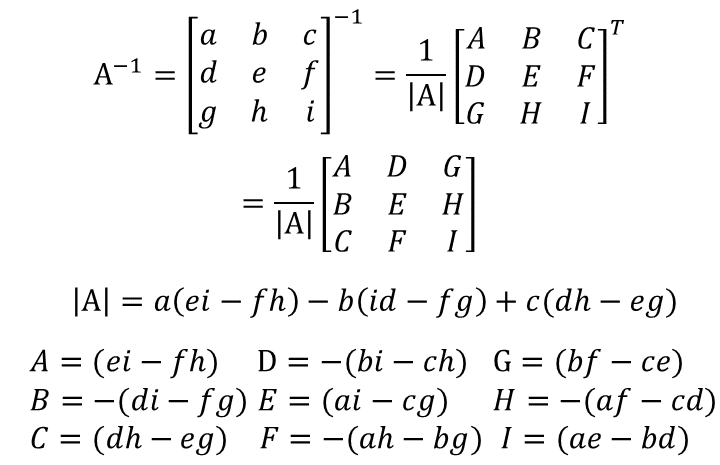 A⁻¹ = [a b c; d e f; g h i]⁻¹ = 1/|A| [A B C; D E F; G H I]ᵀ
= 1/|A| [A D G; B E H; C F I]
|A| = a(ei − fh) − b(id − fg) + c(dh − eg)
A = (ei − fh) D = −(bi − ch) G = (bf − ce)
B = −(di − fg) E = (ai − cg) H = −(af − cd)
C = (dh − eg) F = −(ah − bg) I = (ae − bd)